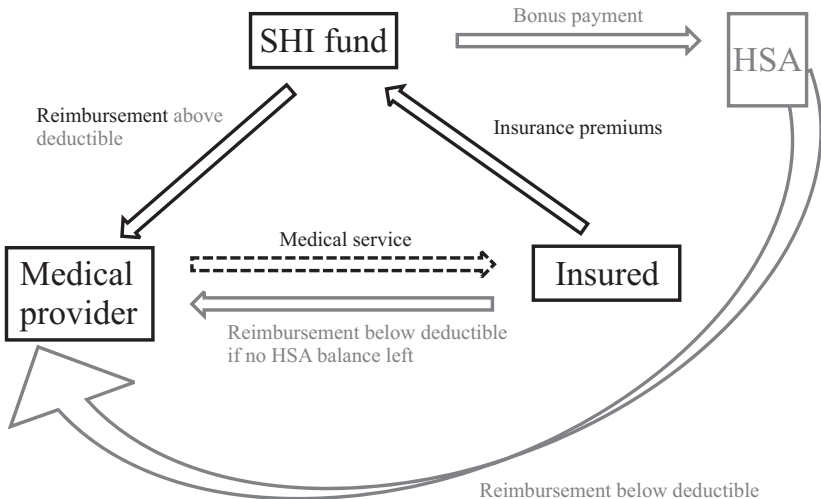 Bonus payment
SHI fund
HSA
Reimbursement above
deductible
Insurance premiums
Medical service
Medical
provider
Insured
Reimbursement below deductible
if no HSA balance left
Reimbursement below deductible